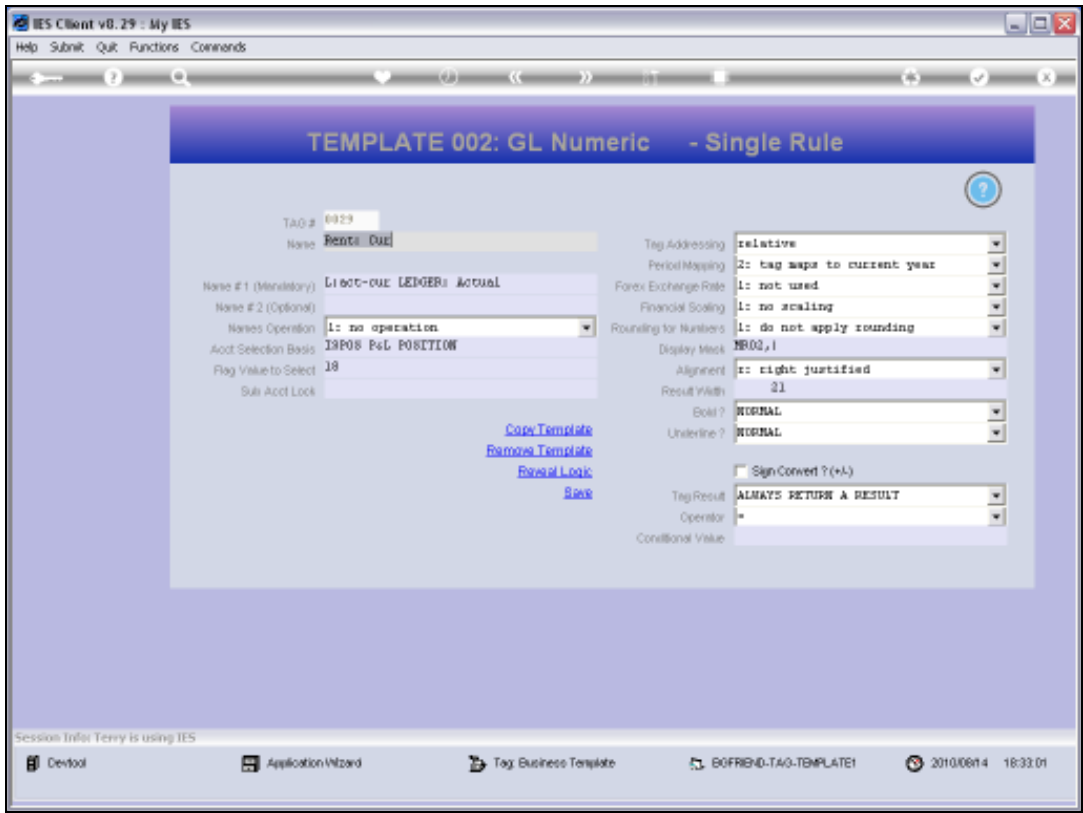 IES Client v8.29 : My IES
Help Submit Quit Functions Commands
TEMPLATE 002: GL Numeric - Single Rule
TAG # 0029
Name Rent: Cur
Name # 1 (Mandatory) L:act-cur LEDGER: Actual
Name # 2 (Optional)
Names Operation 1: no operation
Acct Selection Basis ISPOS P&L POSITION
Flag Value to Select 18
Sub Acct Lock
Copy Template
Remove Template
Reveal Logic
Save
Tag Addressing relative
Period Mapping 2: tag maps to current year
Forex Exchange Rate 1: not used
Financial Scaling 1: no scaling
Rounding for Numbers 1: do not apply rounding
Display Mask MR02,|
Alignment r: right justified
Result Width 21
Bold ? NORMAL
Underline ? NORMAL
Sign Convert ? (+/-)
Tag Result ALWAYS RETURN A RESULT
Operator =
Conditional Value
Session Info: Terry is using IES
Devtool Application Wizard Tag: Business Template BOFRIEND-TAG-TEMPLATE1 2010/08/14 18:33:01